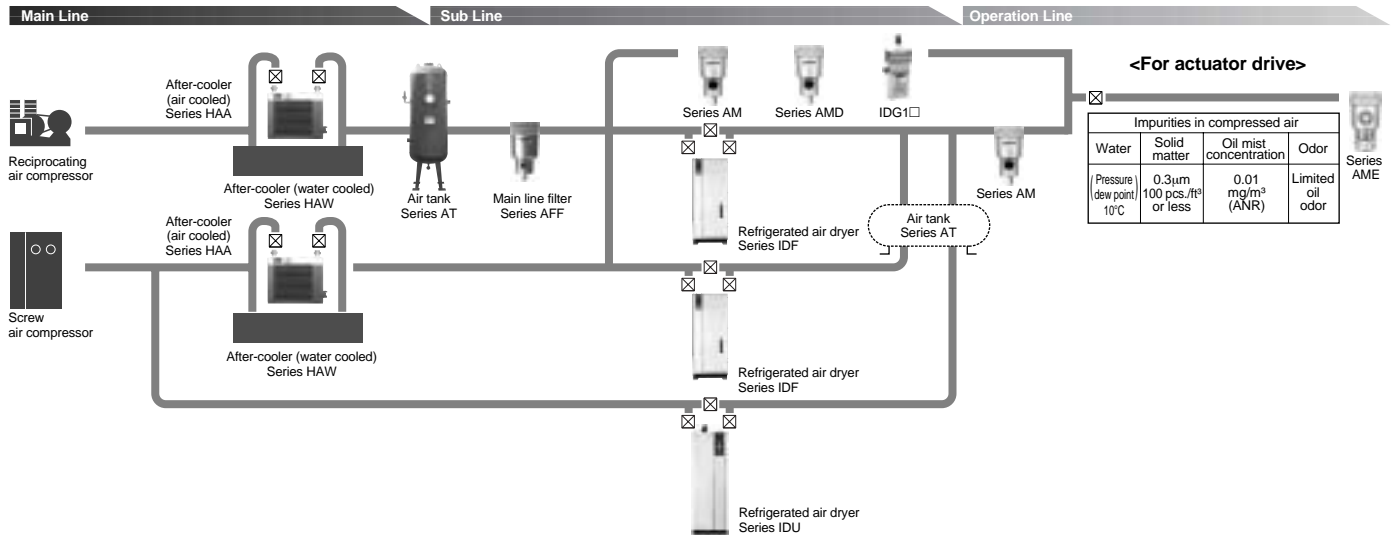 Main Line
Sub Line
Operation Line
After-cooler
(air cooled)
Series HAA
Reciprocating
air compressor
After-cooler (water cooled)
Series HAW
Air tank
Series AT
Main line filter
Series AFF
Series AM
Series AMD
IDG1□
Refrigerated air dryer
Series IDF
Series AM
Air tank
Series AT
<For actuator drive>
Impurities in compressed air
Water
Solid
matter
Oil mist
concentration
Odor
(Pressure
dew point)
10°C
0.3µm
100 pcs./ft³
or less
0.01
mg/m³
(ANR)
Limited
oil
odor
Series
AME
After-cooler
(air cooled)
Series HAA
Screw
air compressor
After-cooler (water cooled)
Series HAW
Refrigerated air dryer
Series IDF
Refrigerated air dryer
Series IDU